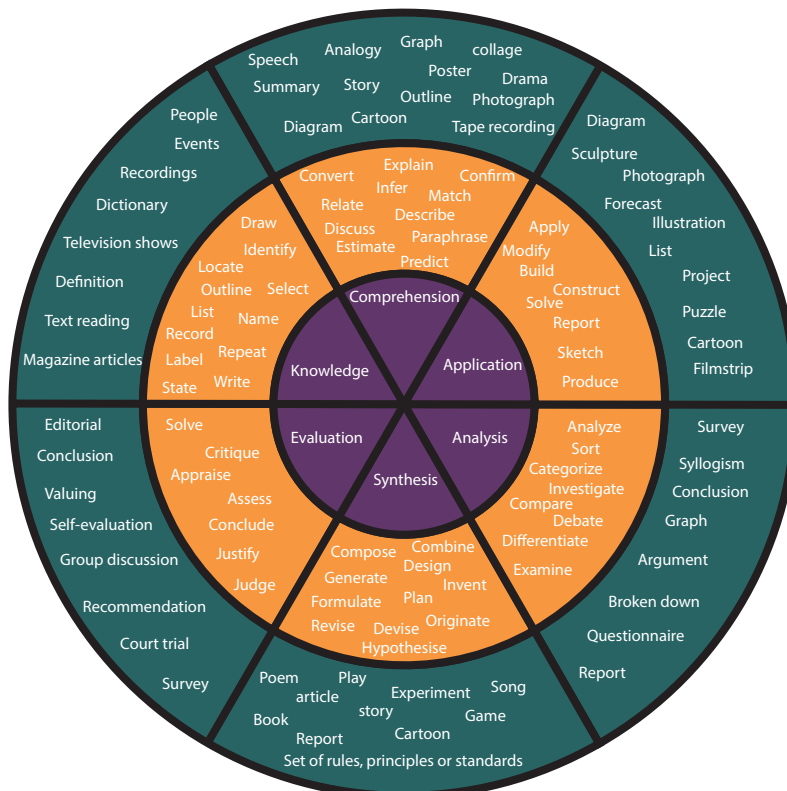 Speech
Analogy
Graph
collage
Summary
Story
Poster
Drama
Outline
Photograph
Diagram
Cartoon
Tape recording
People
Events
Recordings
Dictionary
Television shows
Definition
Text reading
Magazine articles
Diagram
Sculpture
Photograph
Forecast
Illustration
List
Project
Puzzle
Cartoon
Filmstrip
Convert
Explain
Confirm
Infer
Match
Relate
Describe
Discuss
Paraphrase
Estimate
Predict
Draw
Identify
Locate
Outline
Select
List
Name
Record
Label
Repeat
State
Write
Apply
Modify
Build
Construct
Solve
Report
Sketch
Produce
Comprehension
Knowledge
Application
Evaluation
Analysis
Synthesis
Solve
Critique
Appraise
Assess
Conclude
Justify
Judge
Analyze
Sort
Categorize
Investigate
Compare
Debate
Differentiate
Examine
Compose
Combine
Design
Generate
Invent
Formulate
Plan
Revise
Devise
Originate
Hypothesise
Editorial
Conclusion
Valuing
Self-evaluation
Group discussion
Recommendation
Court trial
Survey
Survey
Syllogism
Conclusion
Graph
Argument
Broken down
Questionnaire
Report
Poem
Play
article
Experiment
Song
Book
story
Game
Report
Cartoon
Set of rules, principles or standards